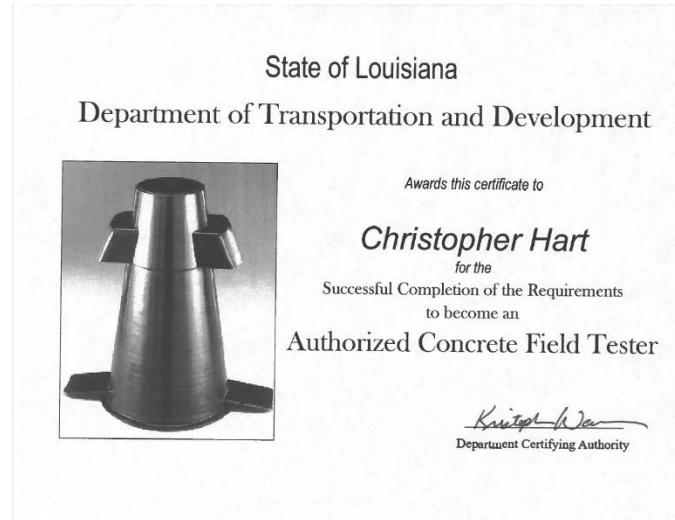 State of Louisiana
Department of Transportation and Development
Awards this certificate to
Christopher Hart
for the
Successful Completion of the Requirements
to become an
Authorized Concrete Field Tester
Department Certifying Authority